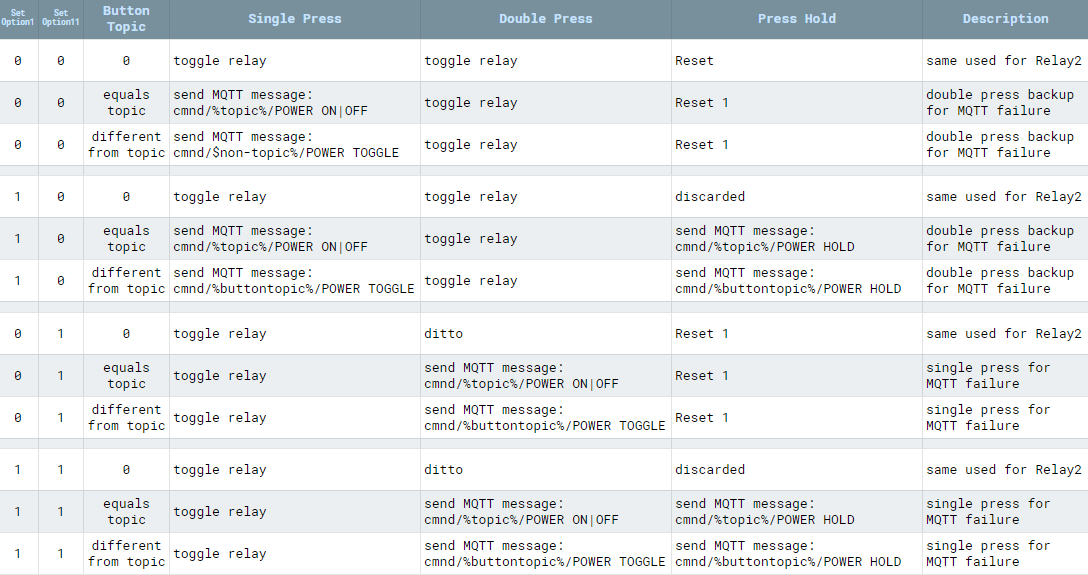 Set Option1 Set Option11 Button Topic Single Press Double Press Press Hold Description
0 0 0 toggle relay toggle relay Reset same used for Relay2
0 0 equals topic send MQTT message: cmnd/%topic%/POWER ON|OFF toggle relay Reset 1 double press backup for MQTT failure
0 0 different from topic send MQTT message: cmnd/$non-topic%/POWER TOGGLE toggle relay Reset 1 double press backup for MQTT failure
1 0 0 toggle relay toggle relay discarded same used for Relay2
1 0 equals topic send MQTT message: cmnd/%topic%/POWER ON|OFF toggle relay send MQTT message: cmnd/%topic%/POWER HOLD double press backup for MQTT failure
1 0 different from topic send MQTT message: cmnd/%buttontopic%/POWER TOGGLE toggle relay send MQTT message: cmnd/%buttontopic%/POWER HOLD double press backup for MQTT failure
0 1 0 toggle relay ditto Reset 1 same used for Relay2
0 1 equals topic toggle relay send MQTT message: cmnd/%topic%/POWER ON|OFF Reset 1 single press for MQTT failure
0 1 different from topic toggle relay send MQTT message: cmnd/%buttontopic%/POWER TOGGLE Reset 1 single press for MQTT failure
1 1 0 toggle relay ditto discarded same used for Relay2
1 1 equals topic toggle relay send MQTT message: cmnd/%topic%/POWER ON|OFF send MQTT message: cmnd/%topic%/POWER HOLD single press for MQTT failure
1 1 different from topic toggle relay send MQTT message: cmnd/%buttontopic%/POWER TOGGLE send MQTT message: cmnd/%buttontopic%/POWER HOLD single press for MQTT failure